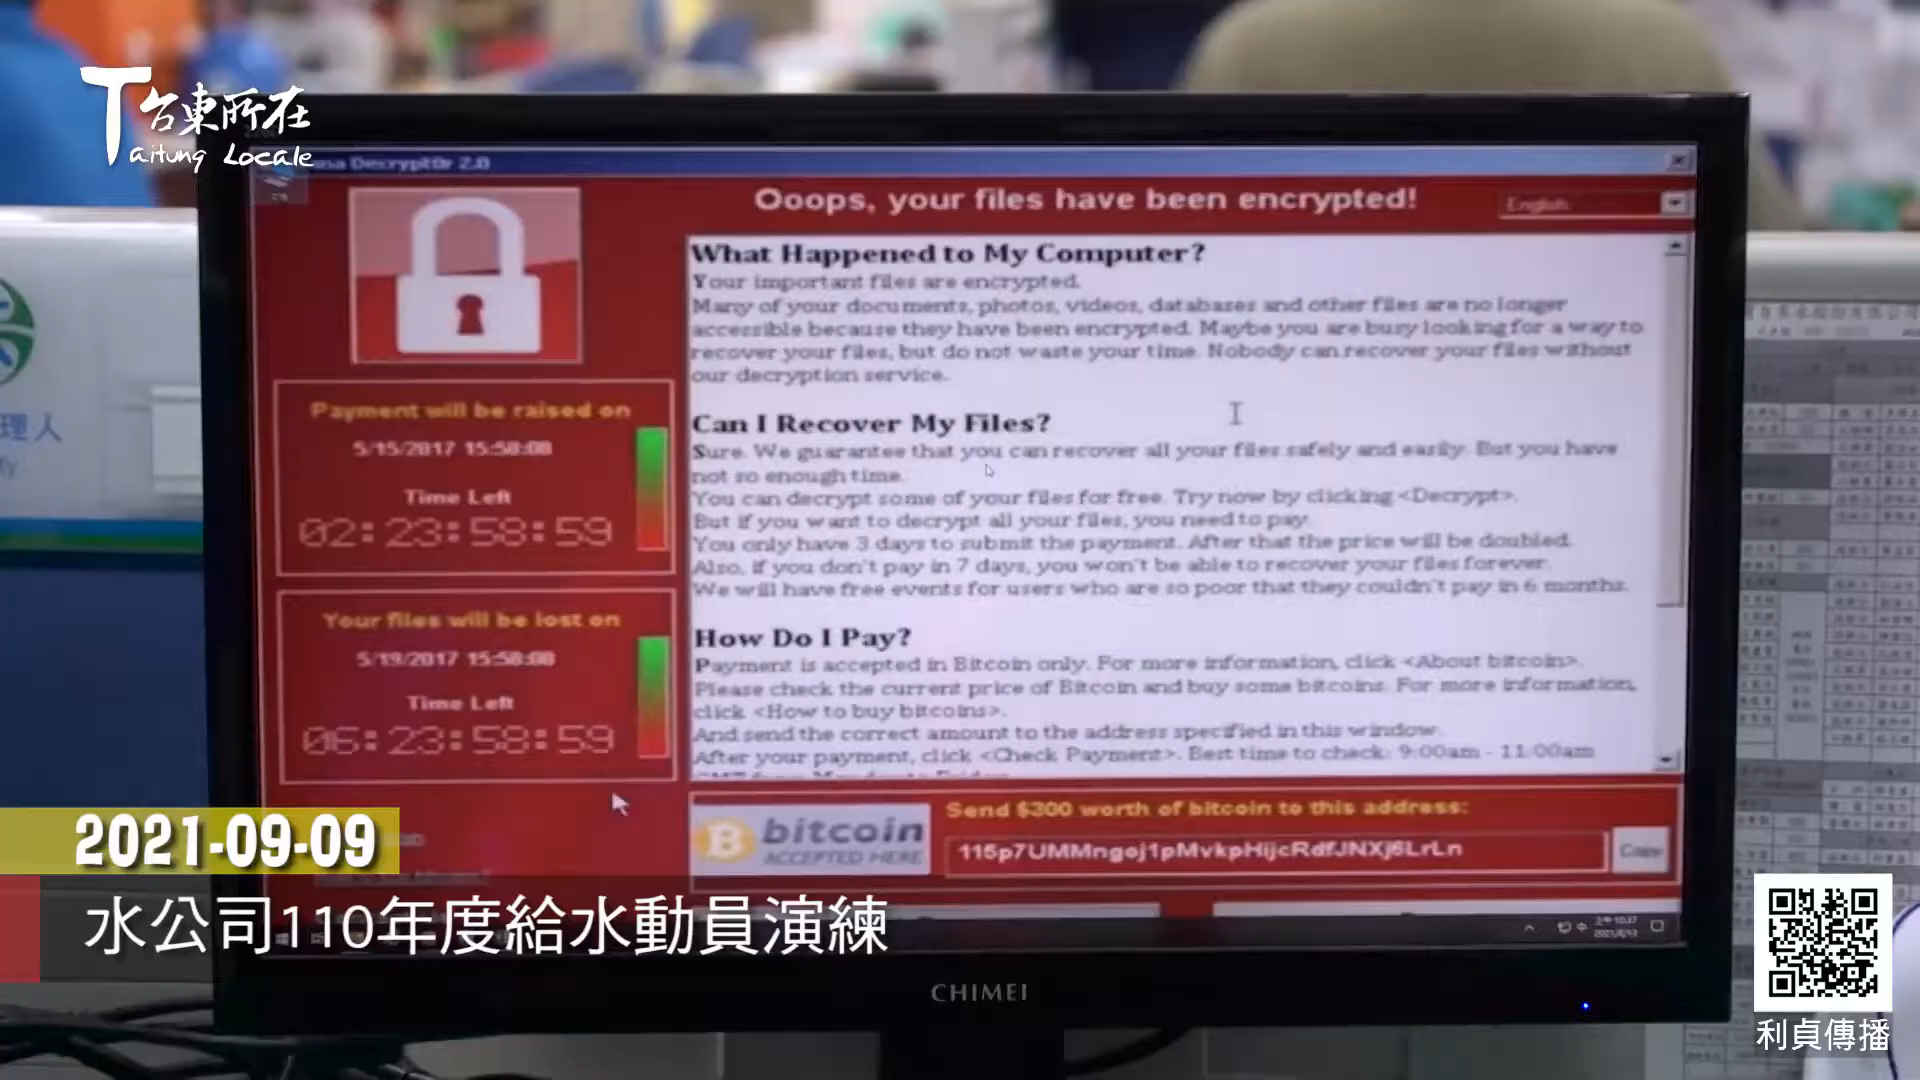 台東所在
Taitung Locale
Decrypt0r 2.0
Ooops, your files have been encrypted!
English
What Happened to My Computer?
Your important files are encrypted.
Many of your documents, photos, videos, databases and other files are no longer
accessible because they have been encrypted. Maybe you are busy looking for a way to
recover your files, but do not waste your time. Nobody can recover your files without
our decryption service.
Can I Recover My Files?
Sure. We guarantee that you can recover all your files safely and easily. But you have
not so enough time.
You can decrypt some of your files for free. Try now by clicking <Decrypt>.
But if you want to decrypt all your files, you need to pay.
You only have 3 days to submit the payment. After that the price will be doubled.
Also, if you don't pay in 7 days, you won't be able to recover your files forever.
We will have free events for users who are so poor that they couldn't pay in 6 months.
How Do I Pay?
Payment is accepted in Bitcoin only. For more information, click <About bitcoin>.
Please check the current price of Bitcoin and buy some bitcoins. For more information,
click <How to buy bitcoins>.
And send the correct amount to the address specified in this window.
After your payment, click <Check Payment>. Best time to check: 9:00am - 11:00am
Payment will be raised on
5/15/2017 15:58:08
Time Left
02:23:58:59
Your files will be lost on
5/19/2017 15:58:08
Time Left
06:23:58:59
bitcoin
ACCEPTED HERE
Send $300 worth of bitcoin to this address:
Copy
理人
2021-09-09
水公司110年度給水動員演練
CHIMEI
利貞傳播